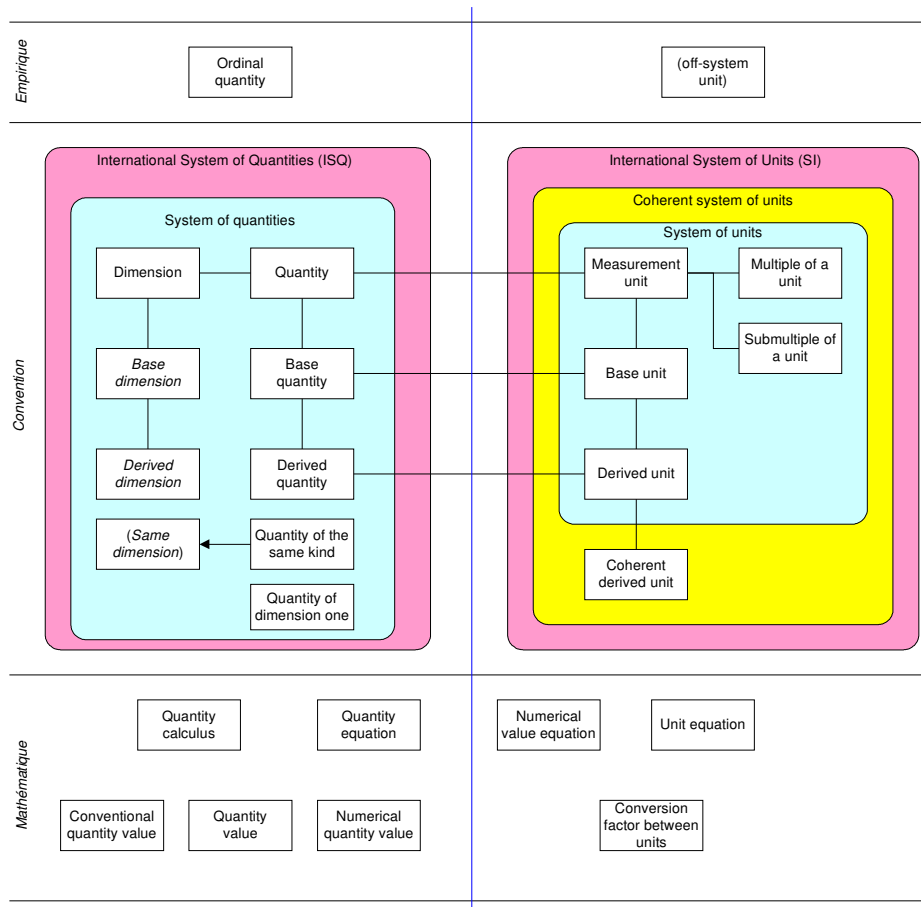 Empirique
Ordinal
quantity
(off-system
unit)
Convention
International System of Quantities (ISQ)
System of quantities
Dimension
Quantity
Base
dimension
Base
quantity
Derived
dimension
Derived
quantity
(Same
dimension)
Quantity of the
same kind
Quantity of
dimension one
International System of Units (SI)
Coherent system of units
System of units
Measurement
unit
Multiple of a
unit
Submultiple of
a unit
Base unit
Derived unit
Coherent
derived unit
Mathématique
Quantity
calculus
Quantity
equation
Numerical
value equation
Unit equation
Conventional
quantity value
Quantity
value
Numerical
quantity value
Conversion
factor between
units